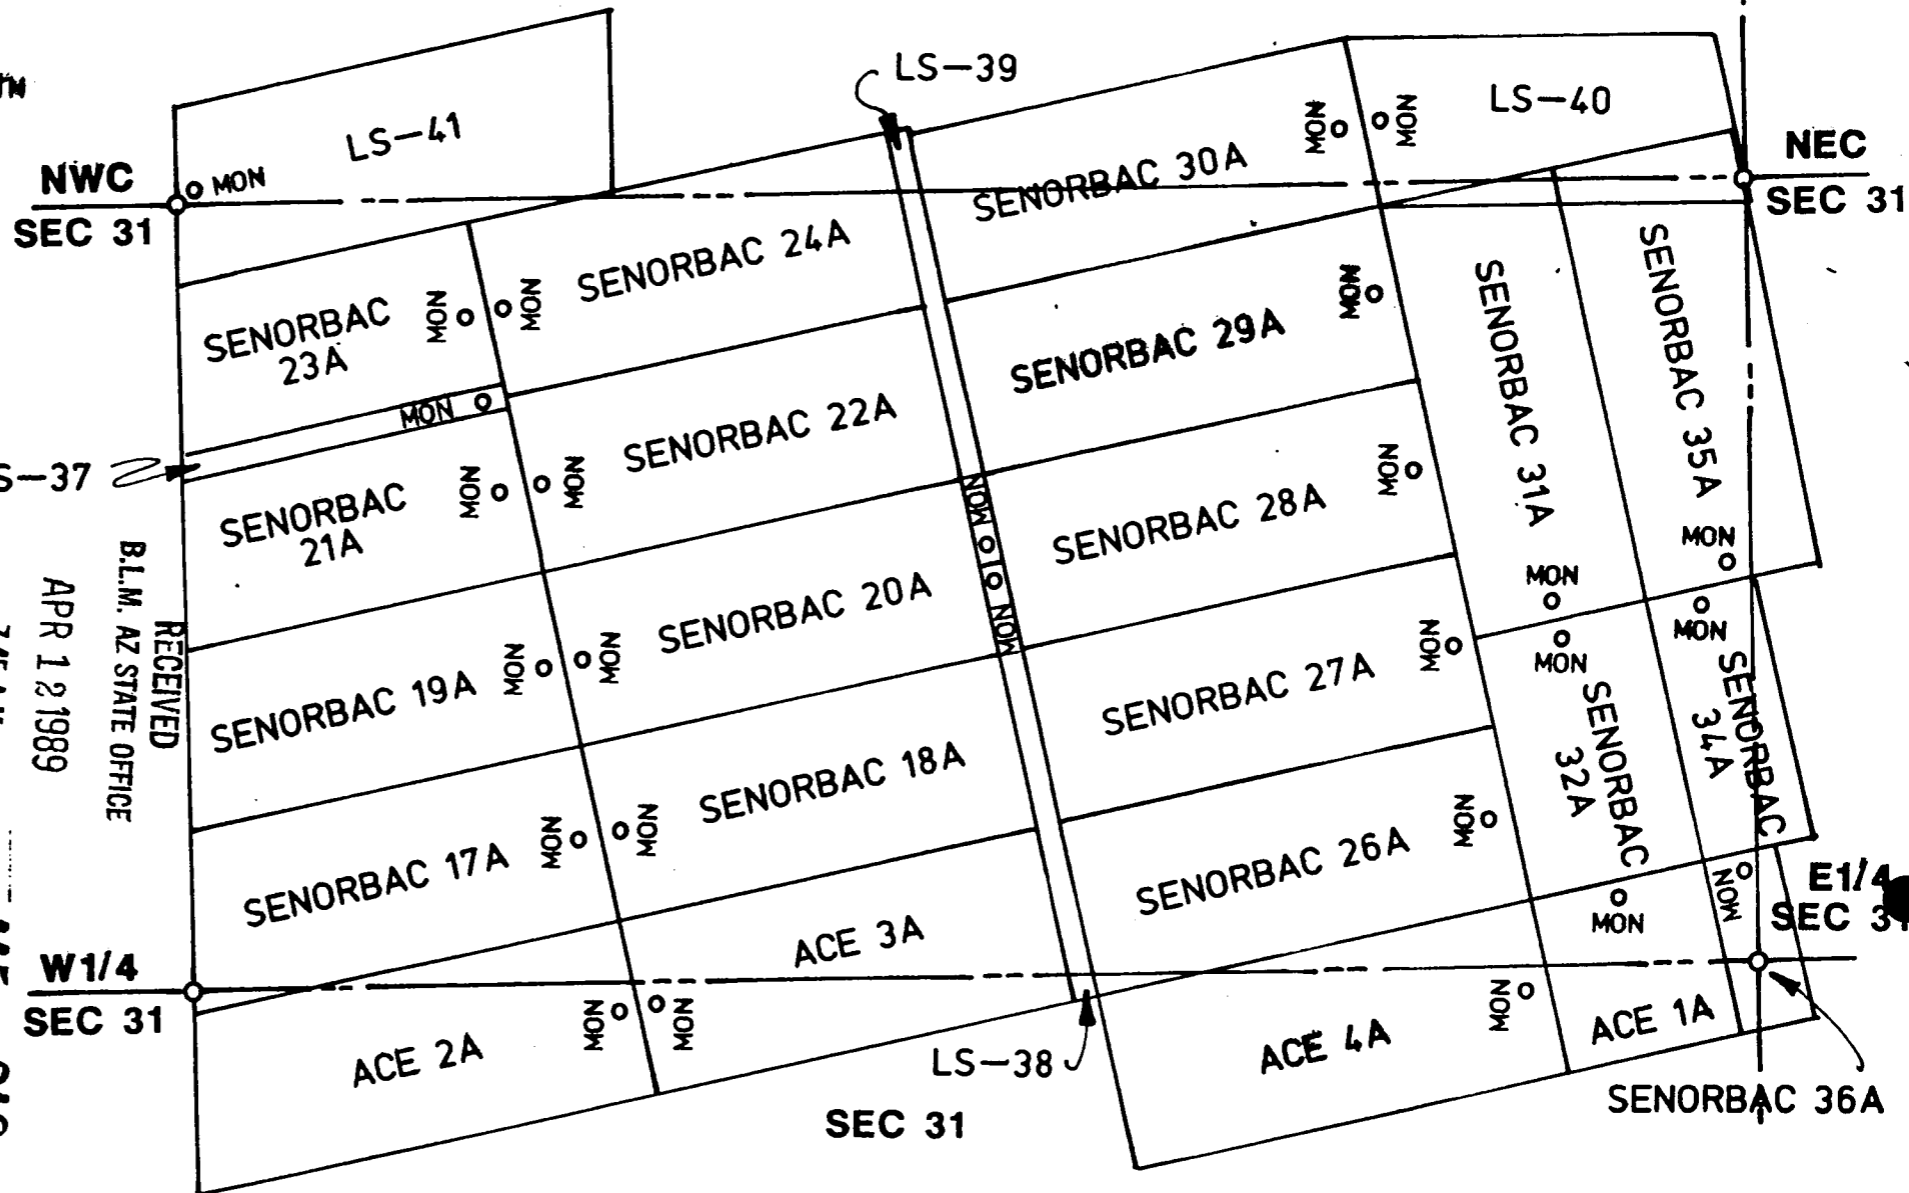 LS-39
LS-40
LS-41
MON
MON
NWC
SEC 31
MON
NEC
SEC 31
SENORBAC 30A
SENORBAC 24A
MON
MON
SENORBAC
23A
MON
SENORBAC 29A
MON
SENORBAC 31A
SENORBAC 35A
SENORBAC 22A
S-37
SENORBAC
21A
MON
MON
MON
SENORBAC 28A
MON
MON
MON
MON
SENORBAC 20A
MON
SENORBAC 19A
MON
MON
SENORBAC 27A
MON
MON
MON
SENORBAC
32A
SENORBAC
34A
RECEIVED
B.L.M. AZ STATE OFFICE
APR 12 1989
SENORBAC 18A
SENORBAC 17A
MON
MON
SENORBAC 26A
MON
MON
MON
E1/4
SEC 31
W1/4
SEC 31
ACE 3A
ACE 2A
MON
MON
ACE 4A
MON
ACE 1A
LS-38
SEC 31
SENORBAC 36A